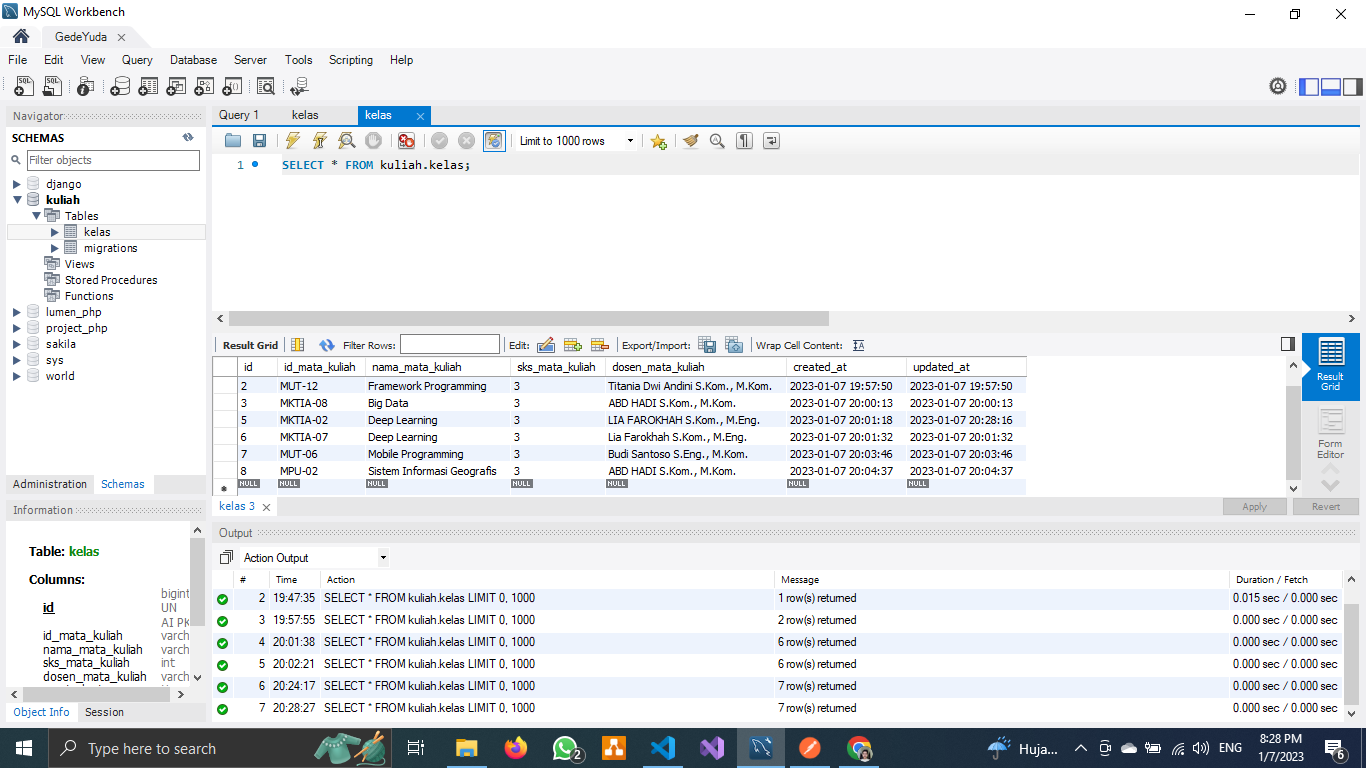 MySQL Workbench
GedeYuda
File Edit View Query Database Server Tools Scripting Help
Navigator
SCHEMAS
Filter objects
django
kuliah
Tables
kelas
migrations
Views
Stored Procedures
Functions
lumen_php
project_php
sakila
sys
world
Administration Schemas
Information
Table: kelas
Columns:
id bigint
UN
AI PK
id_mata_kuliah varch
nama_mata_kuliah varch
sks_mata_kuliah int
dosen_mata_kuliah varch
Object Info Session
Query 1 kelas kelas
Limit to 1000 rows
1 SELECT * FROM kuliah.kelas;
Result Grid Filter Rows: Edit: Export/Import: Wrap Cell Content:
id id_mata_kuliah nama_mata_kuliah sks_mata_kuliah dosen_mata_kuliah created_at updated_at
2 MUT-12 Framework Programming 3 Titania Dwi Andini S.Kom., M.Kom. 2023-01-07 19:57:50 2023-01-07 19:57:50
3 MKTIA-08 Big Data 3 ABD HADI S.Kom., M.Kom. 2023-01-07 20:00:13 2023-01-07 20:00:13
5 MKTIA-02 Deep Learning 3 LIA FAROKHAH S.Kom., M.Eng. 2023-01-07 20:01:18 2023-01-07 20:28:16
6 MKTIA-07 Deep Learning 3 Lia Farokhah S.Kom., M.Eng. 2023-01-07 20:01:32 2023-01-07 20:01:32
7 MUT-06 Mobile Programming 3 Budi Santoso S.Eng., M.Kom. 2023-01-07 20:03:46 2023-01-07 20:03:46
8 MPU-02 Sistem Informasi Geografis 3 ABD HADI S.Kom., M.Kom. 2023-01-07 20:04:37 2023-01-07 20:04:37
NULL NULL NULL NULL NULL NULL NULL
Result
Grid
Form
Editor
kelas 3 Apply Revert
Output
Action Output
# Time Action Message Duration / Fetch
2 19:47:35 SELECT * FROM kuliah.kelas LIMIT 0, 1000 1 row(s) returned 0.015 sec / 0.000 sec
3 19:57:55 SELECT * FROM kuliah.kelas LIMIT 0, 1000 2 row(s) returned 0.000 sec / 0.000 sec
4 20:01:38 SELECT * FROM kuliah.kelas LIMIT 0, 1000 6 row(s) returned 0.000 sec / 0.000 sec
5 20:02:21 SELECT * FROM kuliah.kelas LIMIT 0, 1000 6 row(s) returned 0.000 sec / 0.000 sec
6 20:24:17 SELECT * FROM kuliah.kelas LIMIT 0, 1000 7 row(s) returned 0.000 sec / 0.000 sec
7 20:28:27 SELECT * FROM kuliah.kelas LIMIT 0, 1000 7 row(s) returned 0.000 sec / 0.000 sec
Type here to search
2
Huja...
ENG
8:28 PM
1/7/2023
6